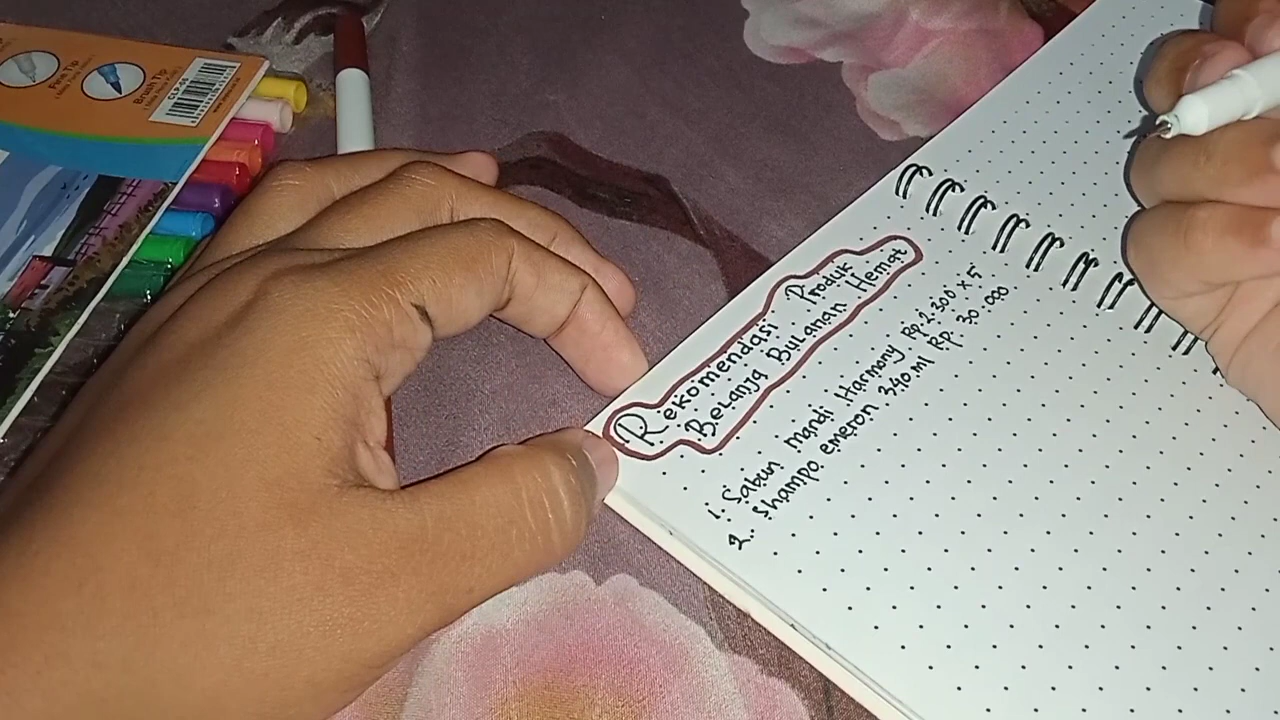 Fine Tip
Brush Tip
Rekomendasi Produk
Belanja Bulanan Hemat
1. Sabun mandi Harmony Rp.2.300 x 5
2. Shampo emeron 340 ml Rp. 30.000